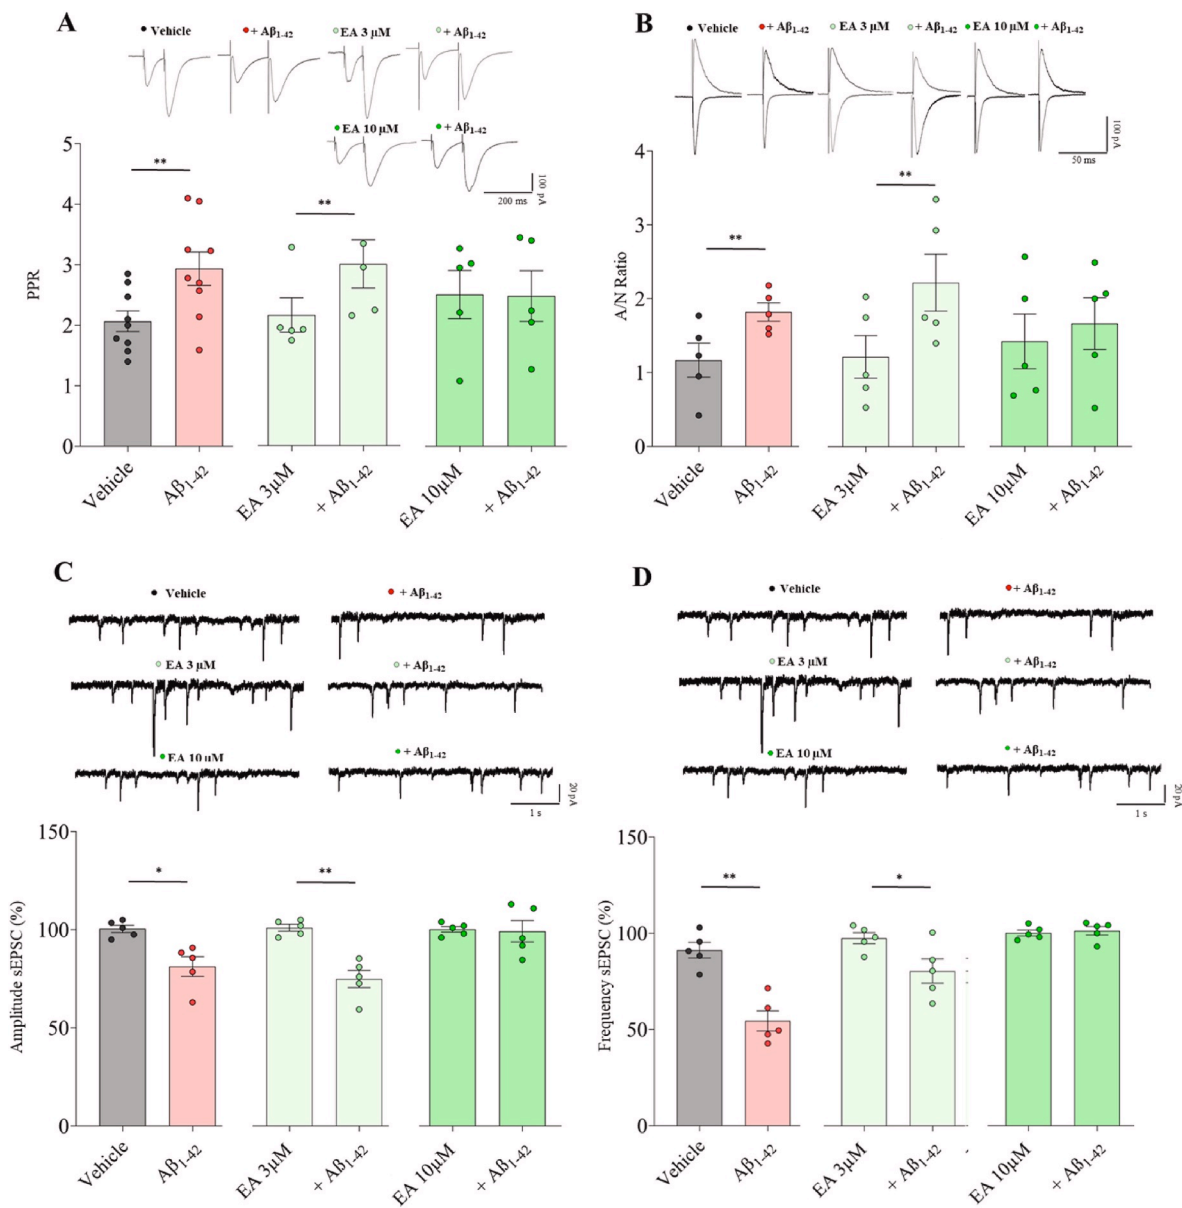 A
Vehicle + Aβ1-42 EA 3 µM + Aβ1-42
EA 10 µM + Aβ1-42
100 pA
200 ms
5
4
3
2
1
0
PPR
**
**
Vehicle Aβ1-42 EA 3µM + Aβ1-42 EA 10µM + Aβ1-42
B
Vehicle + Aβ1-42 EA 3 µM + Aβ1-42 EA 10 µM + Aβ1-42
100 pA
50 ms
4
3
2
1
0
A/N Ratio
**
**
Vehicle Aβ1-42 EA 3µM + Aβ1-42 EA 10µM + Aβ1-42
C
Vehicle + Aβ1-42
EA 3 µM + Aβ1-42
EA 10 µM + Aβ1-42
20 pA
1 s
150
100
50
0
Amplitude sEPSC (%)
*
**
Vehicle Aβ1-42 EA 3µM + Aβ1-42 EA 10µM + Aβ1-42
D
Vehicle + Aβ1-42
EA 3 µM + Aβ1-42
EA 10 µM + Aβ1-42
20 pA
1 s
150
100
50
0
Frequency sEPSC (%)
**
*
Vehicle Aβ1-42 EA 3µM + Aβ1-42 EA 10µM + Aβ1-42